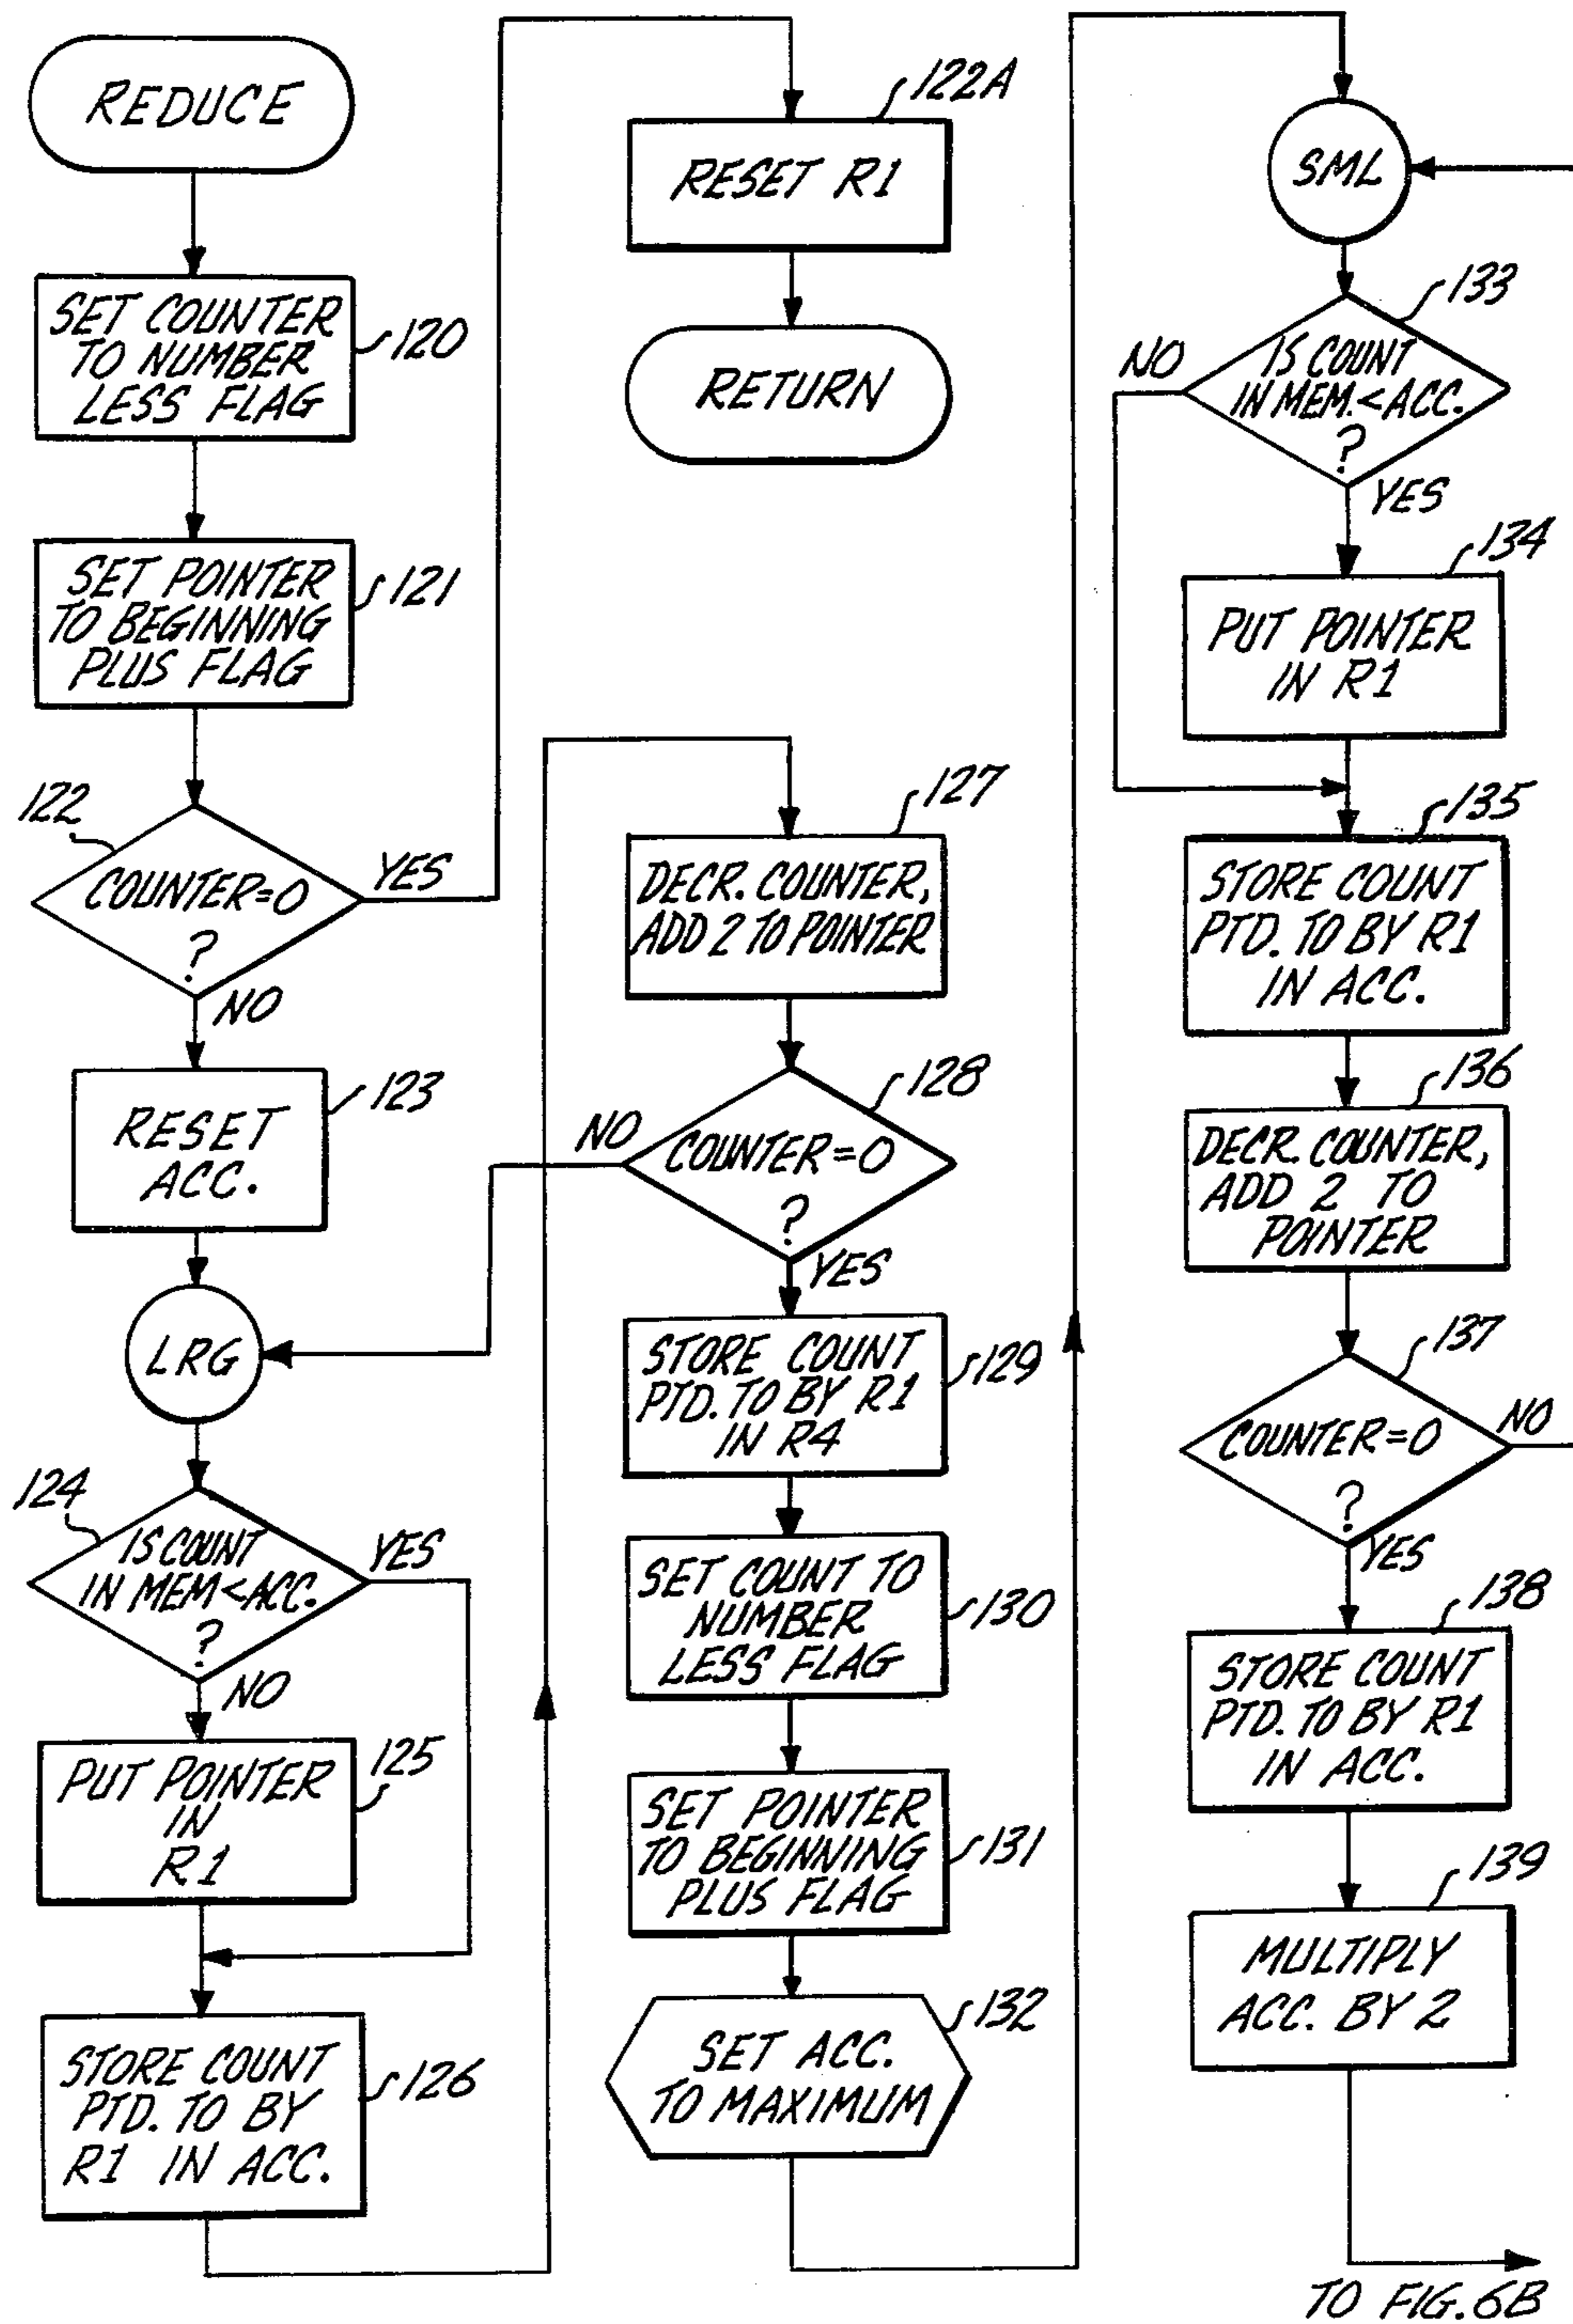 REDUCE
SET COUNTER
TO NUMBER
LESS FLAG
120
SET POINTER
TO BEGINNING
PLUS FLAG
121
122
COUNTER=0
?
YES
NO
RESET
ACC.
123
LRG
124
IS COUNT
IN MEM<ACC.
?
YES
NO
PUT POINTER
IN
R1
125
STORE COUNT
PTD. TO BY
R1 IN ACC.
126
122A
RESET R1
RETURN
127
DECR. COUNTER,
ADD 2 TO POINTER
128
NO
COUNTER=0
?
YES
STORE COUNT
PTD. TO BY R1
IN R4
129
SET COUNT TO
NUMBER
LESS FLAG
130
SET POINTER
TO BEGINNING
PLUS FLAG
131
132
SET ACC.
TO MAXIMUM
SML
133
NO
IS COUNT
IN MEM.<ACC.
?
YES
134
PUT POINTER
IN R1
135
STORE COUNT
PTD. TO BY R1
IN ACC.
136
DECR. COUNTER,
ADD 2 TO
POINTER
137
COUNTER=0
?
NO
YES
138
STORE COUNT
PTD. TO BY R1
IN ACC.
139
MULTIPLY
ACC. BY 2
TO FIG. 6B